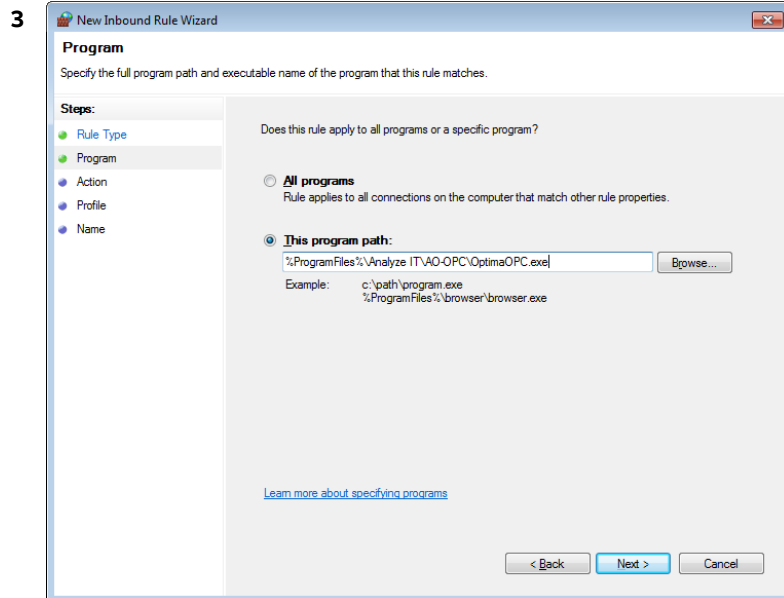 3
New Inbound Rule Wizard
Program
Specify the full program path and executable name of the program that this rule matches.
Steps:
Rule Type
Program
Action
Profile
Name
Does this rule apply to all programs or a specific program?
All programs
Rule applies to all connections on the computer that match other rule properties.
This program path:
%ProgramFiles%\Analyze IT\AO-OPC\OptimaOPC.exe
Browse...
Example: c:\path\program.exe
%ProgramFiles%\browser\browser.exe
Learn more about specifying programs
< Back Next > Cancel